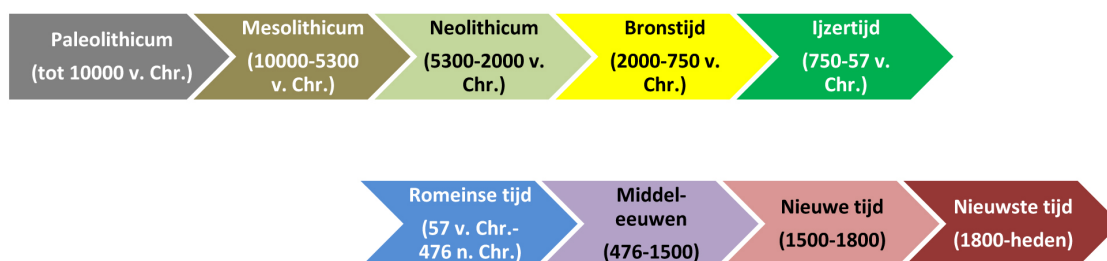 Paleolithicum
(tot 10000 v. Chr.)
Mesolithicum
(10000-5300
v. Chr.)
Neolithicum
(5300-2000 v.
Chr.)
Bronstijd
(2000-750 v.
Chr.)
Ijzertijd
(750-57 v.
Chr.)
Romeinse tijd
(57 v. Chr.-
476 n. Chr.)
Middel-
eeuwen
(476-1500)
Nieuwe tijd
(1500-1800)
Nieuwste tijd
(1800-heden)